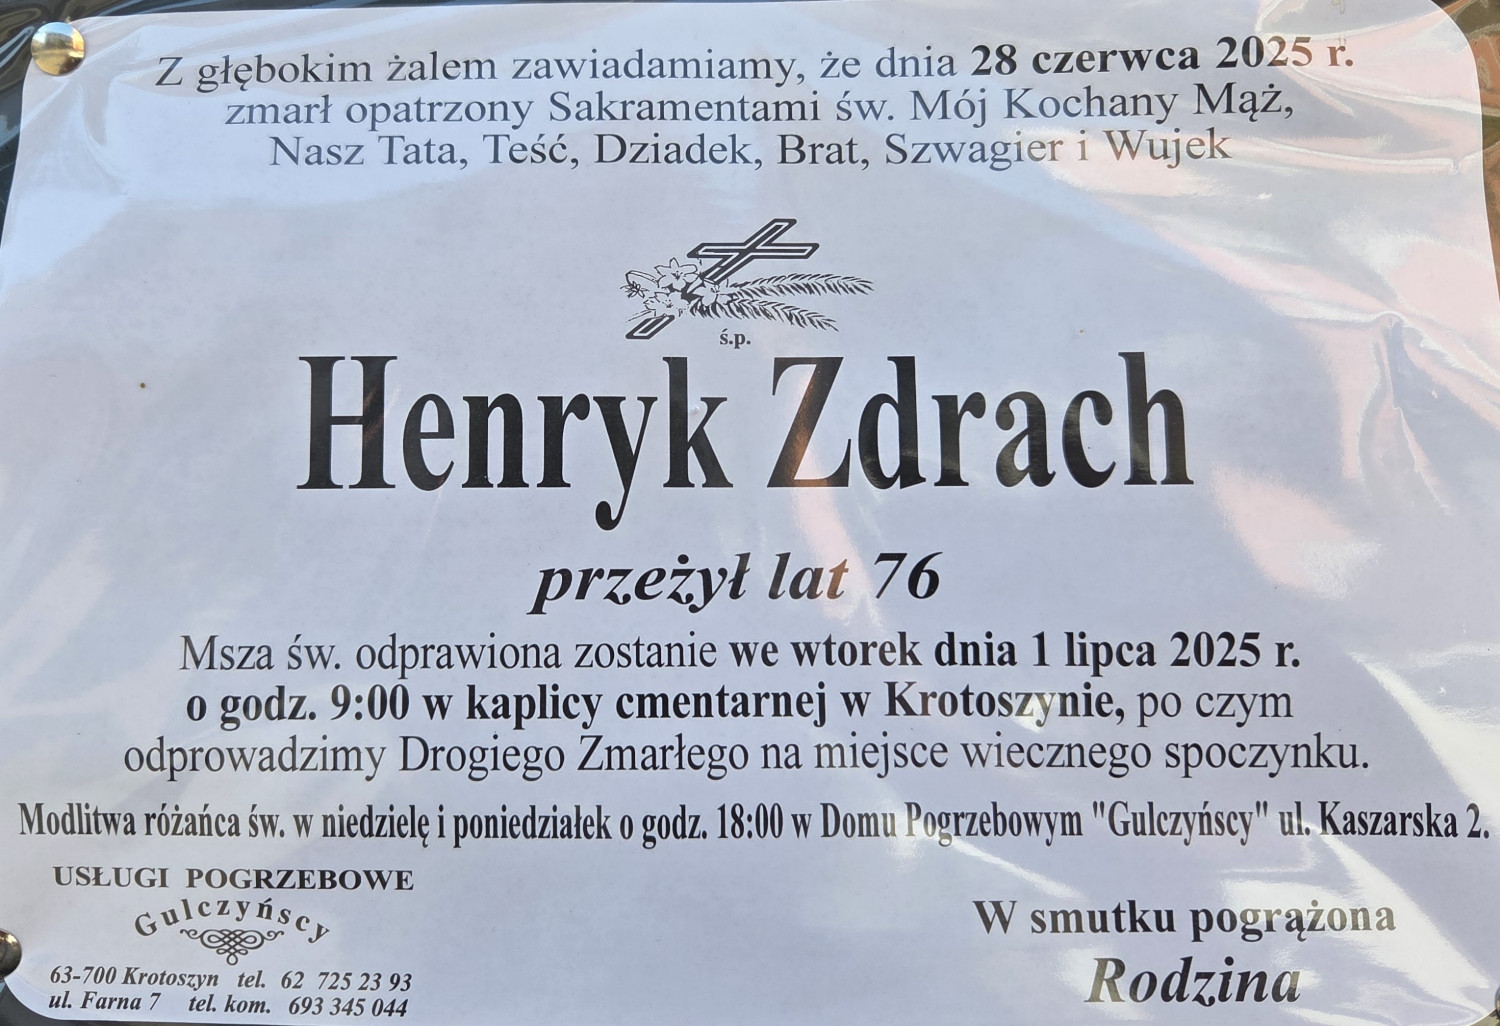 Z głębokim żalem zawiadamiamy, że dnia 28 czerwca 2025 r.
zmarł opatrzony Sakramentami św. Mój Kochany Mąż,
Nasz Tata, Teść, Dziadek, Brat, Szwagier i Wujek
ś.p.
Henryk Zdrach
przeżył lat 76
Msza św. odprawiona zostanie we wtorek dnia 1 lipca 2025 r.
o godz. 9:00 w kaplicy cmentarnej w Krotoszynie, po czym
odprowadzimy Drogiego Zmarłego na miejsce wiecznego spoczynku.
Modlitwa różańca św. w niedzielę i poniedziałek o godz. 18:00 w Domu Pogrzebowym "Gulczyńscy" ul. Kaszarska 2.
USŁUGI POGRZEBOWE
Gulczyńscy
63-700 Krotoszyn tel. 62 725 23 93
ul. Farna 7 tel. kom. 693 345 044
W smutku pogrążona
Rodzina